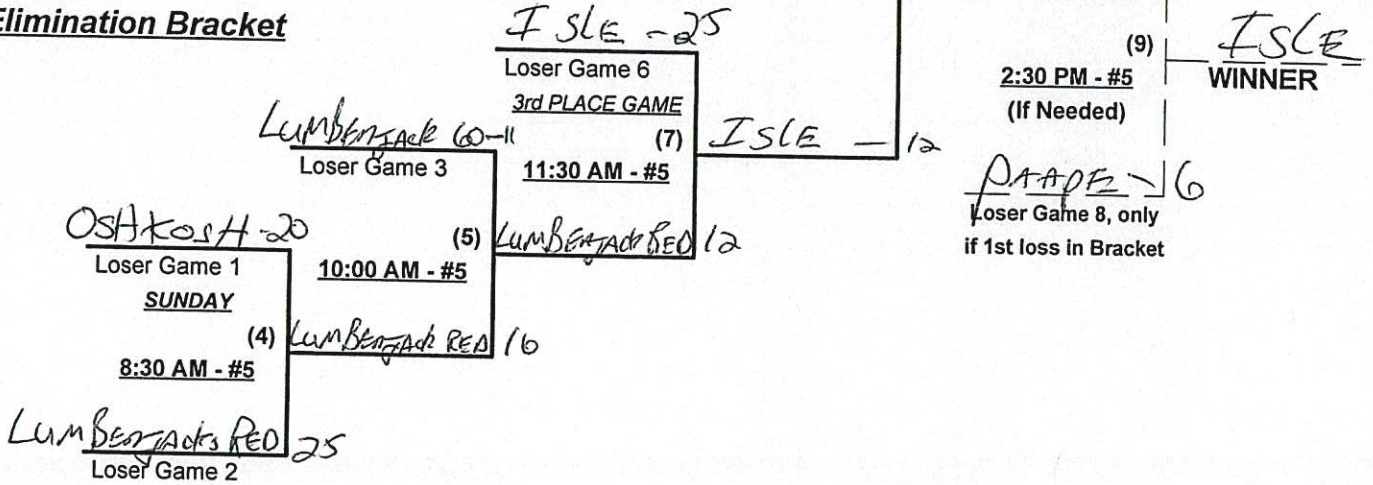 Elimination Bracket
ISLE - 25
Loser Game 6
3rd PLACE GAME
(7)
11:30 AM - #5
ISLE - 12
(9)
2:30 PM - #5
(If Needed)
ISLE
WINNER
PAAPE - 6
Loser Game 8, only
if 1st loss in Bracket
LumBERJACK 60-11
Loser Game 3
(5)
10:00 AM - #5
LumBERJACK RED 12
OSHKOSH - 20
Loser Game 1
SUNDAY
(4)
8:30 AM - #5
LumBERJACK RED 16
LumBERJACKS RED 25
Loser Game 2